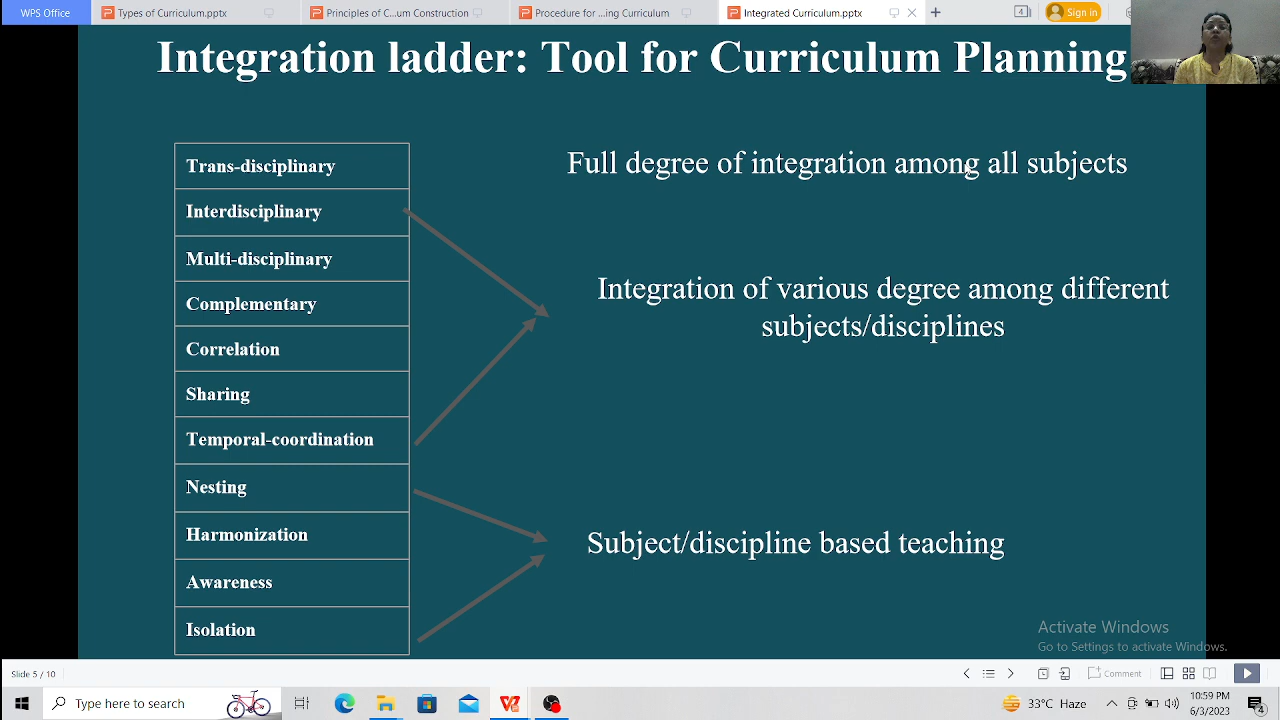 WPS Office
Types of Curriculum.pptx
Principles of C...um Construction
Procedure for ...ing Curriculum
Integrated Curriculum.pptx
Sign in
Integration ladder: Tool for Curriculum Planning
Trans-disciplinary
Full degree of integration among all subjects
Interdisciplinary
Multi-disciplinary
Complementary
Integration of various degree among different
subjects/disciplines
Correlation
Sharing
Temporal-coordination
Nesting
Harmonization
Subject/discipline based teaching
Awareness
Isolation
Activate Windows
Go to Settings to activate Windows.
Slide 5 / 10
Comment
Type here to search
33°C Haze
10:59 PM
6/3/2023
4